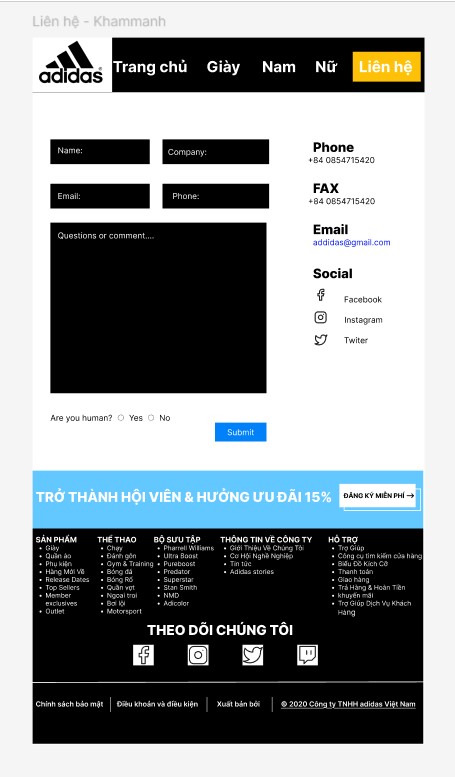 Liên hệ - Khammanh
adidas
Trang chủ Giày Nam Nữ Liên hệ
Name: Company:
Email: Phone:
Questions or comment....
Are you human? Yes No
Submit
Phone
+84 0854715420
FAX
+84 0854715420
Email
addidas@gmail.com
Social
Facebook
Instagram
Twiter
TRỞ THÀNH HỘI VIÊN & HƯỞNG ƯU ĐÃI 15%
ĐĂNG KÝ MIỄN PHÍ →
SẢN PHẨM
Giày
Quần áo
Phụ kiện
Hàng Mới Về
Release Dates
Top Sellers
Member
exclusives
Outlet
THỂ THAO
Chạy
Đánh gôn
Gym & Training
Bóng đá
Bóng Rổ
Quần vợt
Ngoại trời
Bơi lội
Motorsport
BỘ SƯU TẬP
Pharrell Williams
Ultra Boost
Pureboost
Predator
Superstar
Stan Smith
NMD
Adicolor
THÔNG TIN VỀ CÔNG TY
Giới Thiệu Về Chúng Tôi
Cơ Hội Nghề Nghiệp
Tin tức
Adidas stories
HỖ TRỢ
Trợ Giúp
Công cụ tìm kiếm cửa hàng
Biểu Đồ Kích Cỡ
Thanh toán
Giao hàng
Trả Hàng & Hoàn Tiền
khuyến mãi
Trợ Giúp Dịch Vụ Khách
Hàng
THEO DÕI CHÚNG TÔI
Chính sách bảo mật
Điều khoản và điều kiện
Xuất bản bởi
© 2020 Công ty TNHH adidas Việt Nam